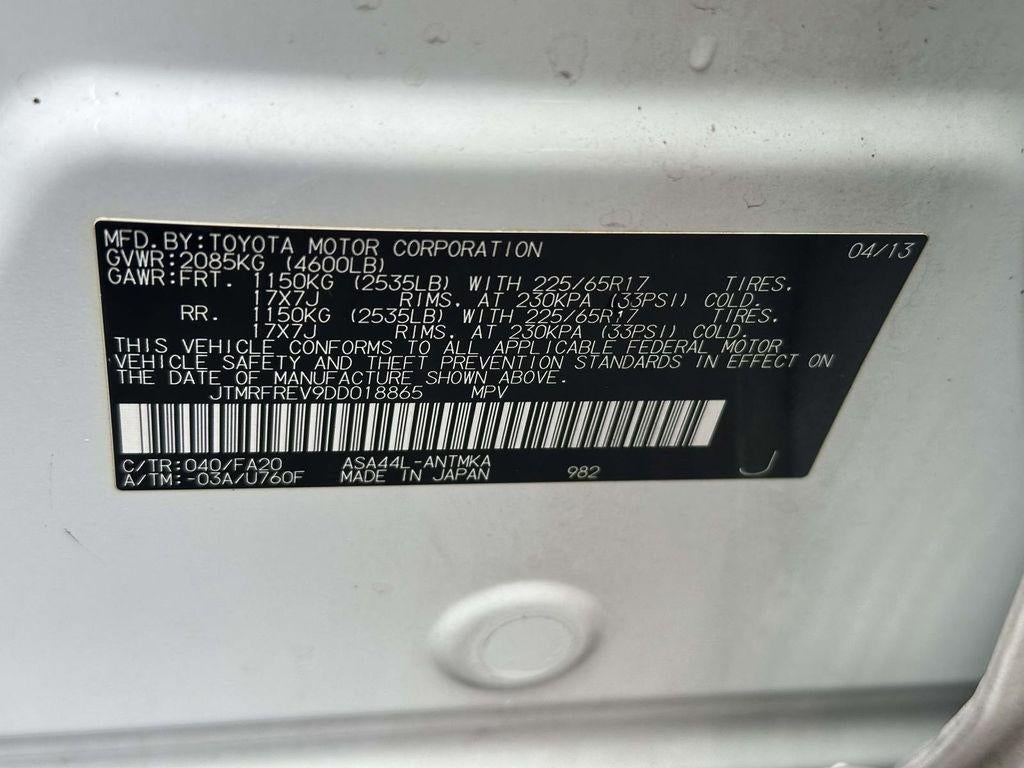 MFD.BY:TOYOTA MOTOR CORPORATION 04/13
GVWR:2085KG (4600LB)
GAWR:FRT. 1150KG (2535LB) WITH 225/65R17 TIRES.
17X7J RIMS, AT 230KPA (33PSI) COLD.
RR. 1150KG (2535LB) WITH 225/65R17 TIRES.
17X7J RIMS, AT 230KPA (33PSI) COLD.
THIS VEHICLE CONFORMS TO ALL APPLICABLE FEDERAL MOTOR
VEHICLE SAFETY AND THEFT PREVENTION STANDARDS IN EFFECT ON
THE DATE OF MANUFACTURE SHOWN ABOVE.
JTMRFREV9DD018865 MPV
C/TR:040/FA20 ASA44L-ANTMKA
A/TM:-03A/U760F MADE IN JAPAN 982 J